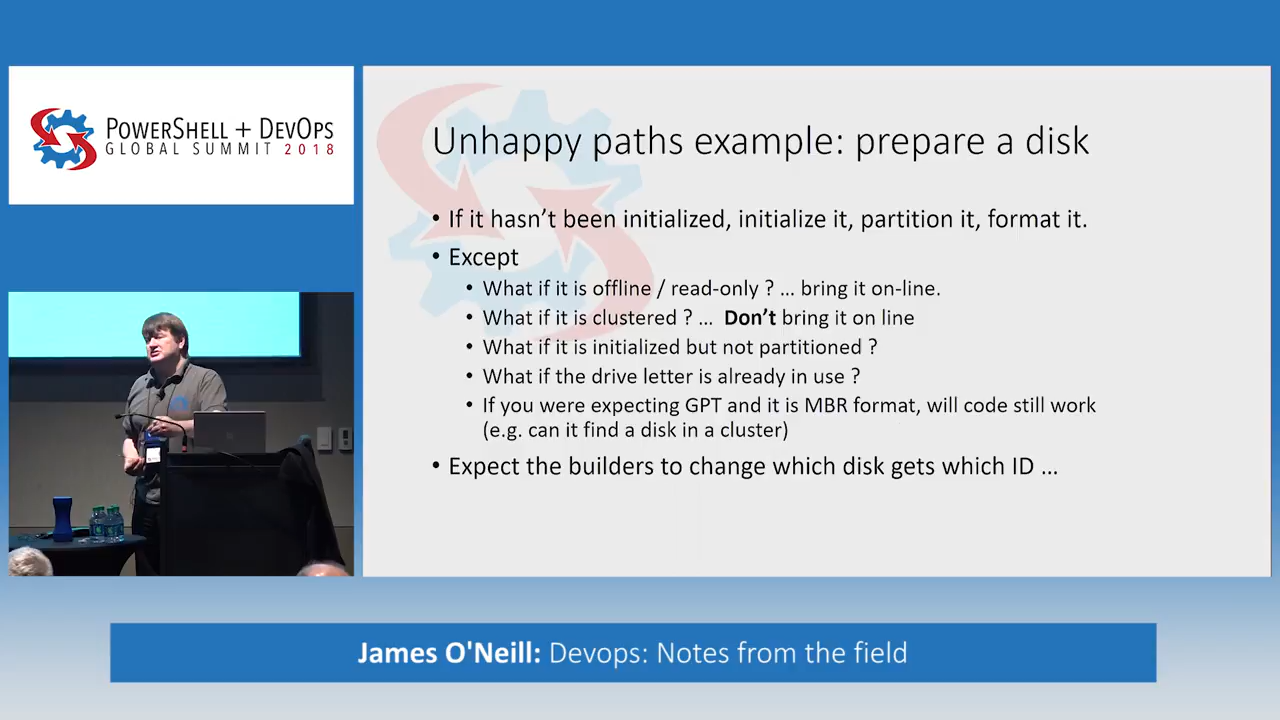 POWERSHELL + DEVOPS
GLOBAL SUMMIT 2018
Unhappy paths example: prepare a disk
• If it hasn’t been initialized, initialize it, partition it, format it.
• Except
• What if it is offline / read-only ? … bring it on-line.
• What if it is clustered ? … Don’t bring it on line
• What if it is initialized but not partitioned ?
• What if the drive letter is already in use ?
• If you were expecting GPT and it is MBR format, will code still work
(e.g. can it find a disk in a cluster)
• Expect the builders to change which disk gets which ID …
James O'Neill: Devops: Notes from the field